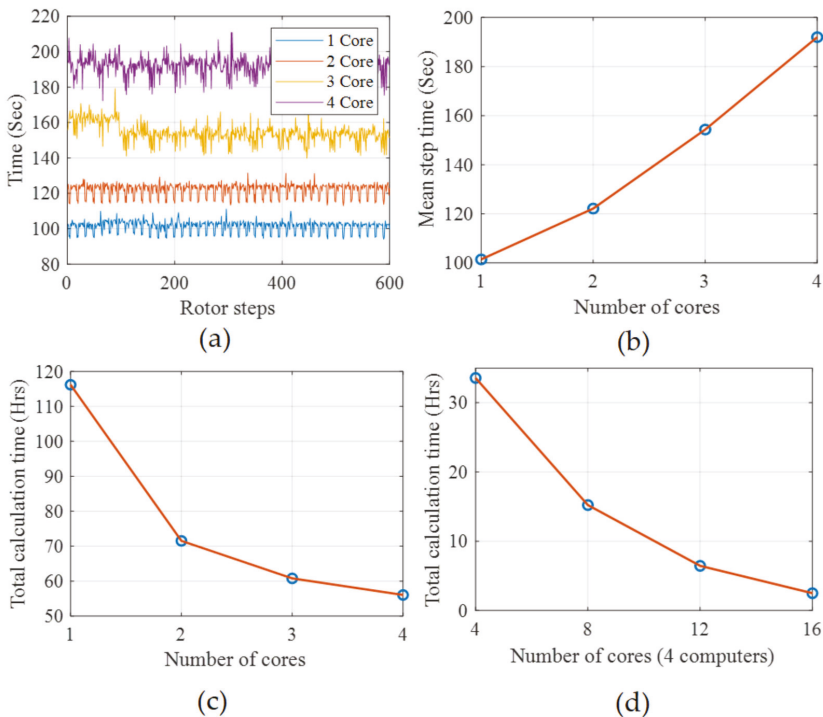 220
200
180
160
140
120
100
80
Time (Sec)
0
200
400
600
Rotor steps
1 Core
2 Core
3 Core
4 Core
(a)
200
180
160
140
120
100
Mean step time (Sec)
1
2
3
4
Number of cores
(b)
120
110
100
90
80
70
60
50
Total calculation time (Hrs)
1
2
3
4
Number of cores
(c)
30
20
10
0
Total calculation time (Hrs)
4
8
12
16
Number of cores (4 computers)
(d)